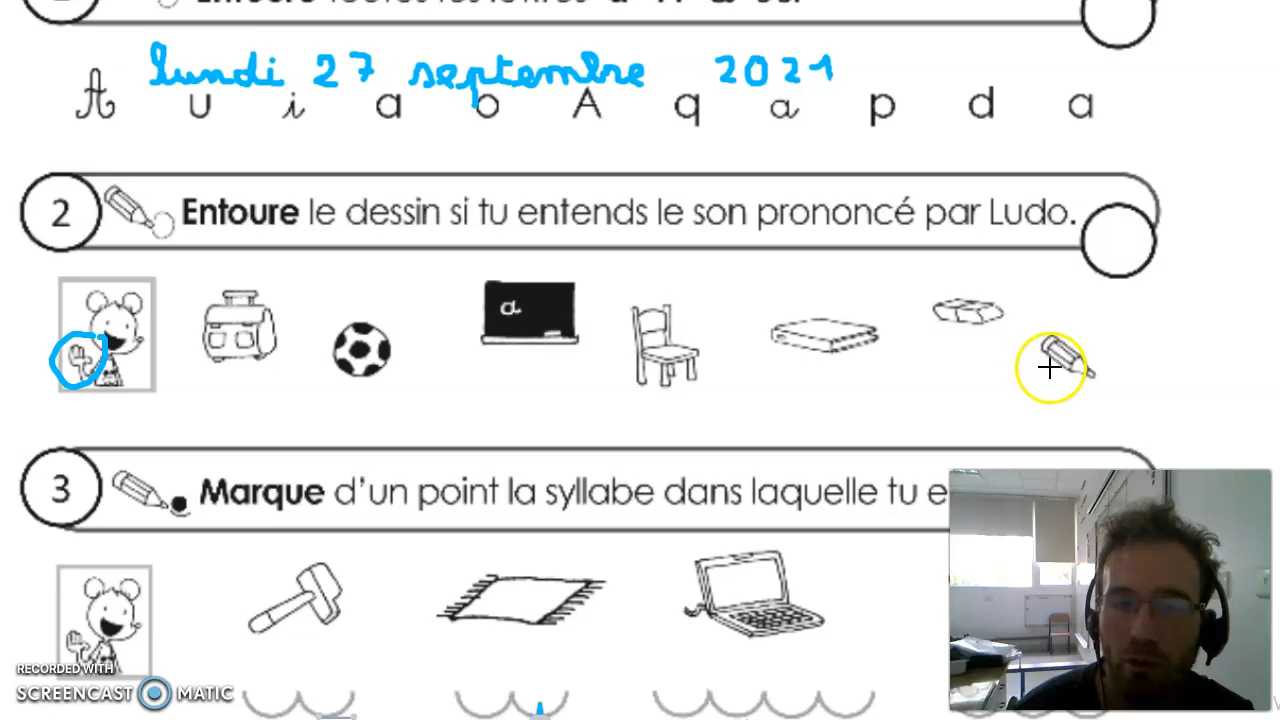 lundi 27 septembre 2021
A u i a o A q a p d a
2 Entoure le dessin si tu entends le son prononcé par Ludo.
a
3 Marque d'un point la syllabe dans laquelle tu e
RECORDED WITH
SCREENCAST MATIC